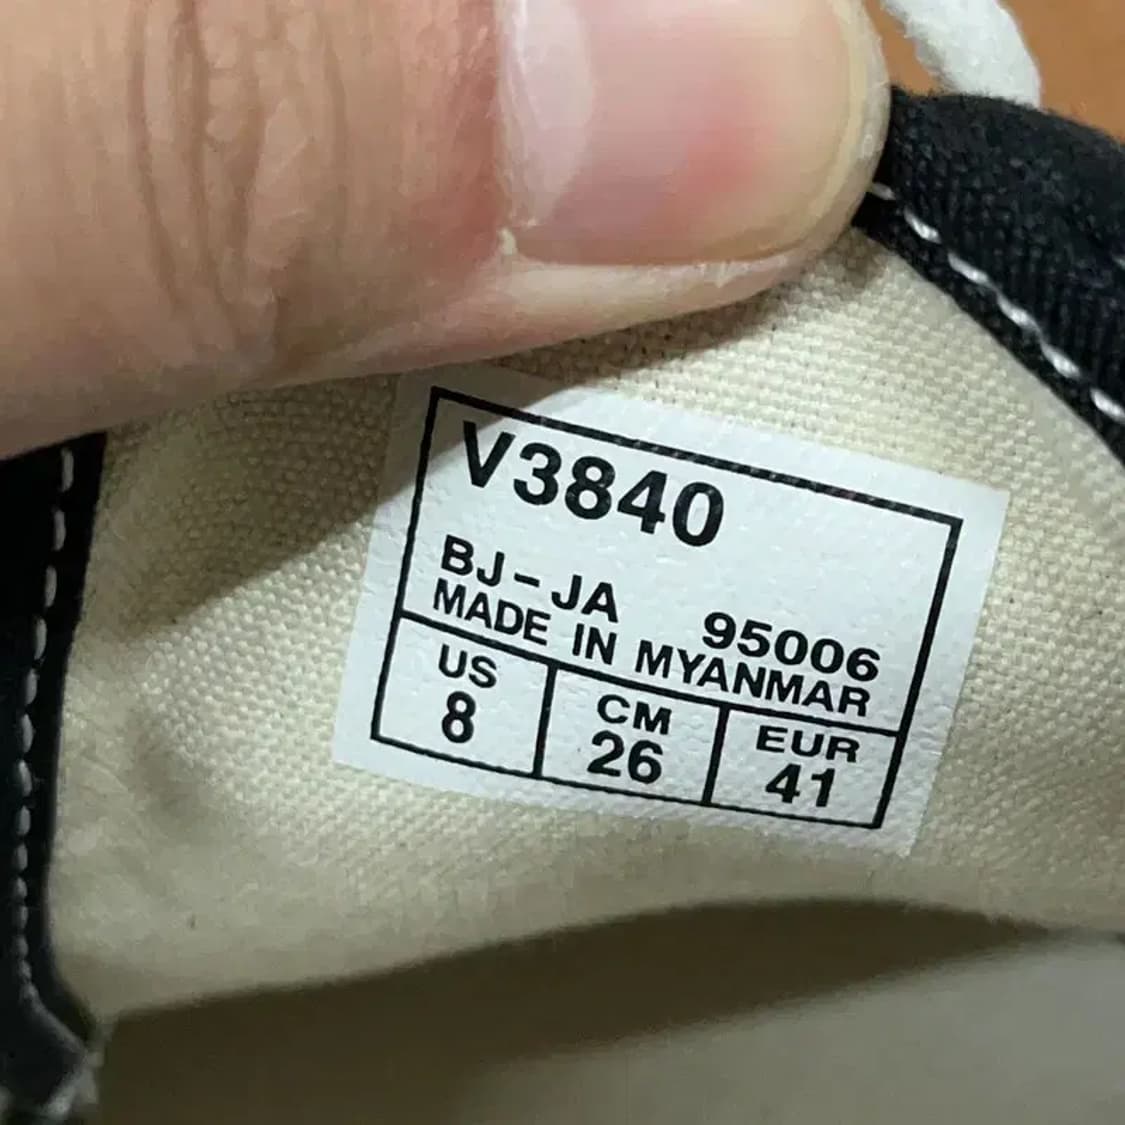 V3840
BJ-JA 95006
MADE IN MYANMAR
US CM EUR
8 26 41